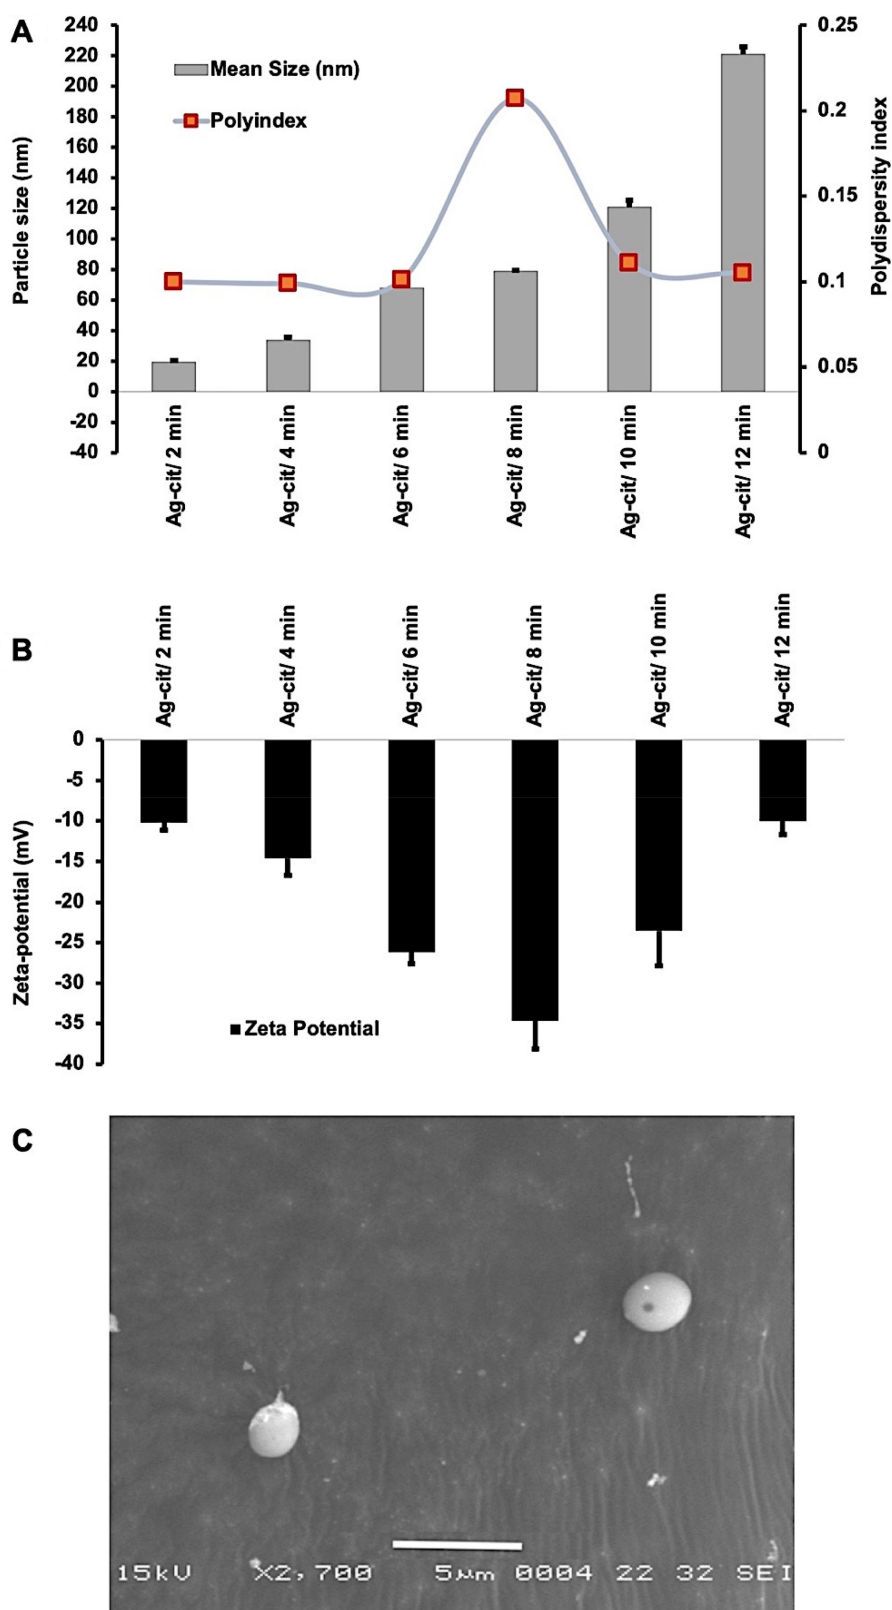 A
240
220
200
180
160
140
120
100
80
60
40
20
0
-20
-40
Particle size (nm)
Mean Size (nm)
Polyindex
0.25
0.2
0.15
0.1
0.05
0
Polydispersity index
Ag-cit/ 2 min
Ag-cit/ 4 min
Ag-cit/ 6 min
Ag-cit/ 8 min
Ag-cit/ 10 min
Ag-cit/ 12 min
B
Ag-cit/ 2 min
Ag-cit/ 4 min
Ag-cit/ 6 min
Ag-cit/ 8 min
Ag-cit/ 10 min
Ag-cit/ 12 min
0
-5
-10
-15
-20
-25
-30
-35
-40
Zeta-potential (mV)
Zeta Potential
C
15kV X2,700 5μm 0004 22 32 SEI